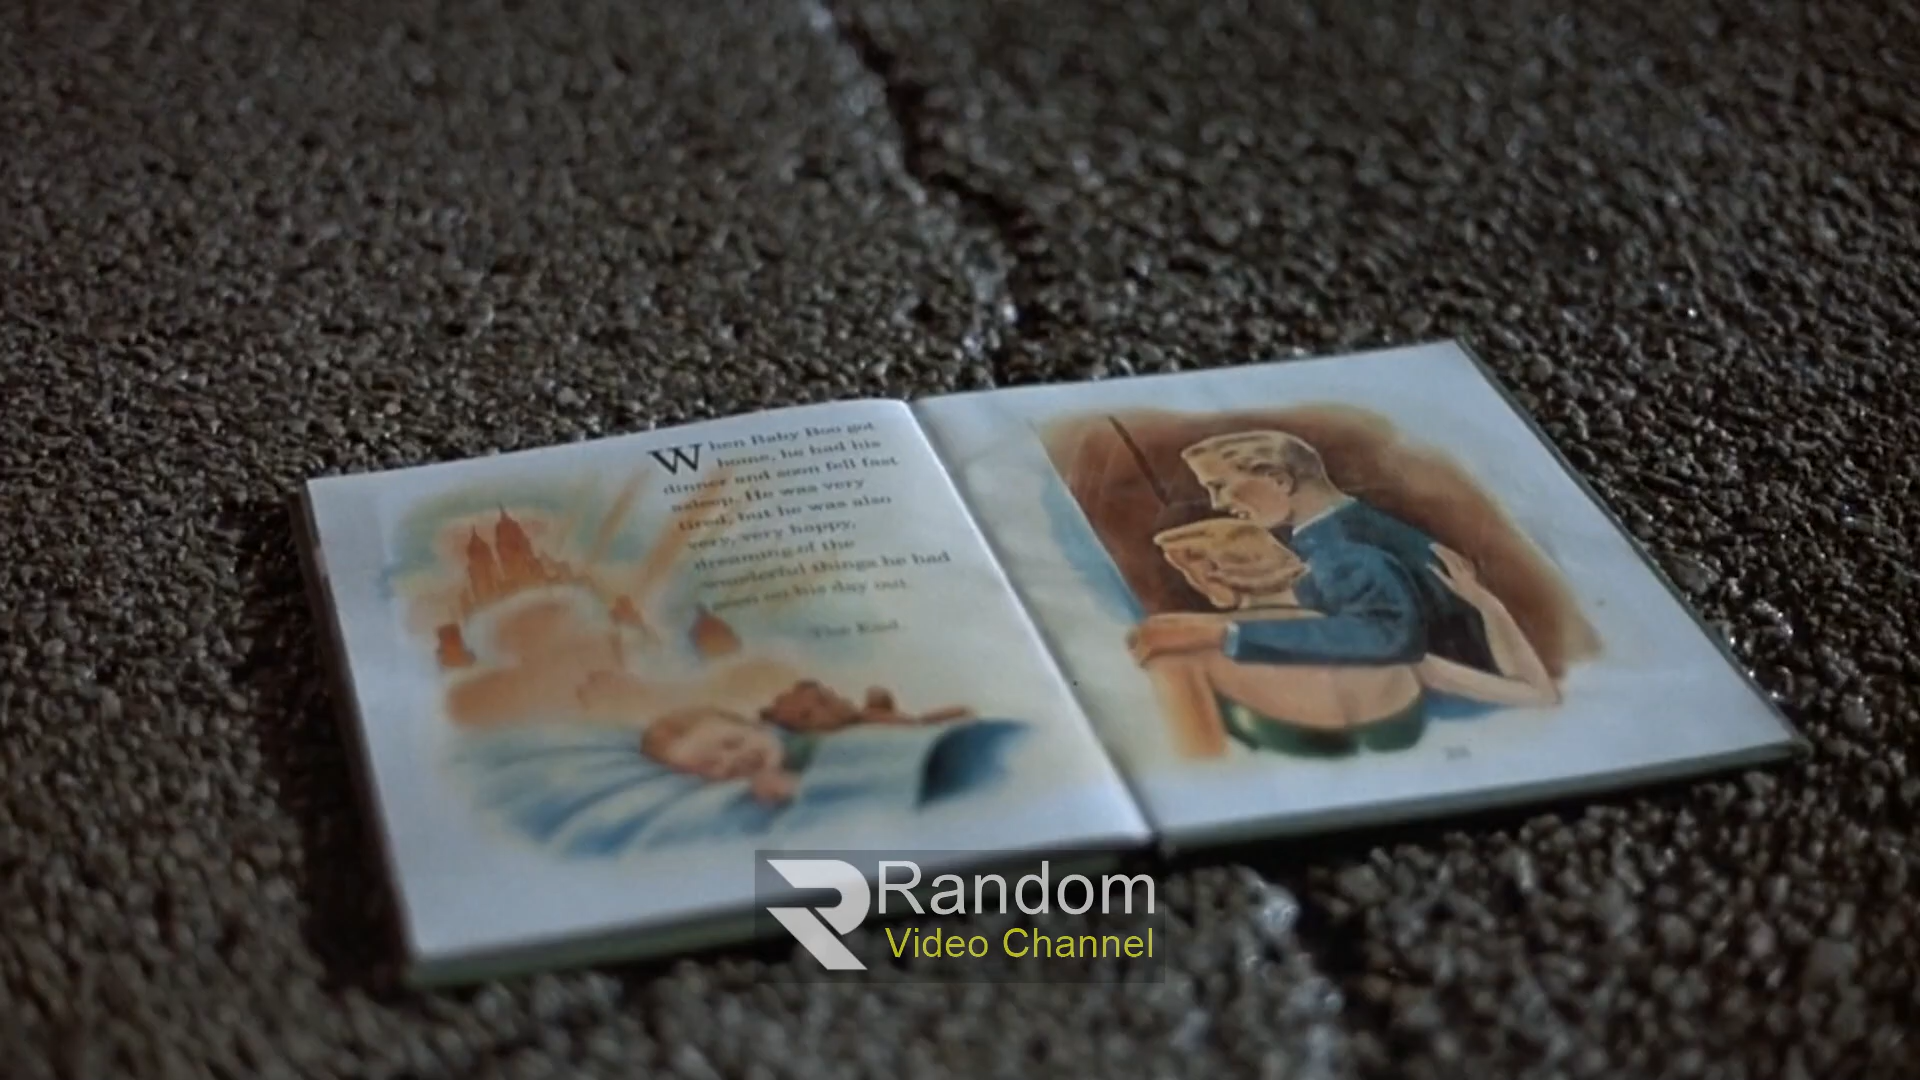 When Baby Boo got
home, he had his
dinner and soon fell fast
asleep. He was very
tired, but he was also
very, very happy,
dreaming of the
wonderful things he had
seen on his day out.
The End
Random
Video Channel